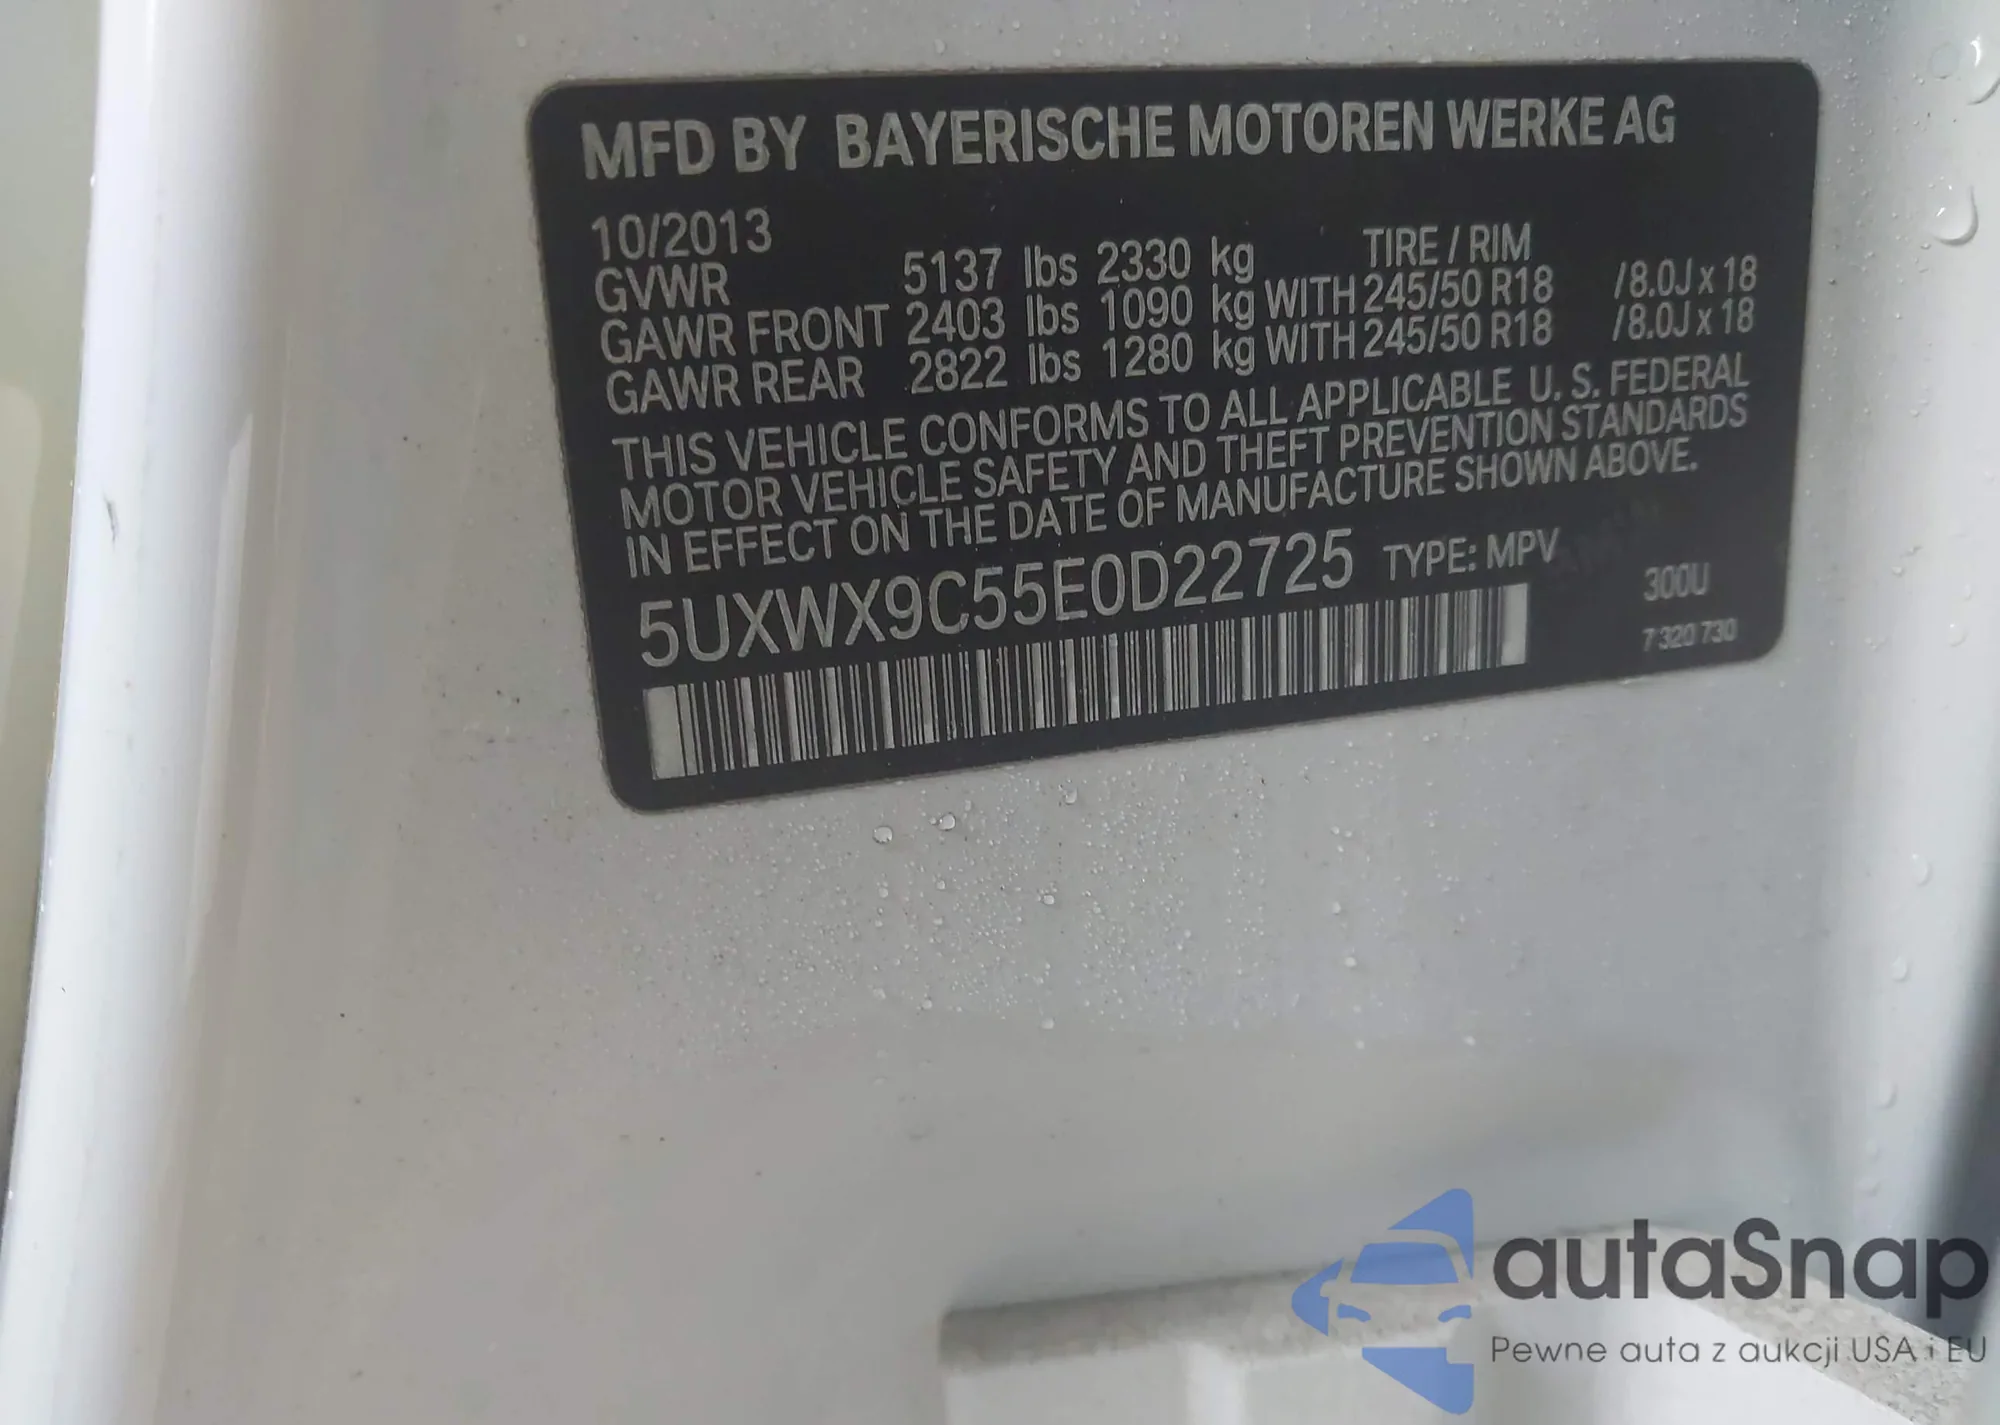 MFD BY BAYERISCHE MOTOREN WERKE AG
10/2013
TIRE / RIM
GVWR 5137 lbs 2330 kg
GAWR FRONT 2403 lbs 1090 kg WITH 245/50 R18 /8.0J x 18
GAWR REAR 2822 lbs 1280 kg WITH 245/50 R18 /8.0J x 18
THIS VEHICLE CONFORMS TO ALL APPLICABLE U. S. FEDERAL
MOTOR VEHICLE SAFETY AND THEFT PREVENTION STANDARDS
IN EFFECT ON THE DATE OF MANUFACTURE SHOWN ABOVE.
5UXWX9C55E0D22725 TYPE: MPV
300U
7 320 730
autaSnap
Pewne auta z aukcji USA i EU